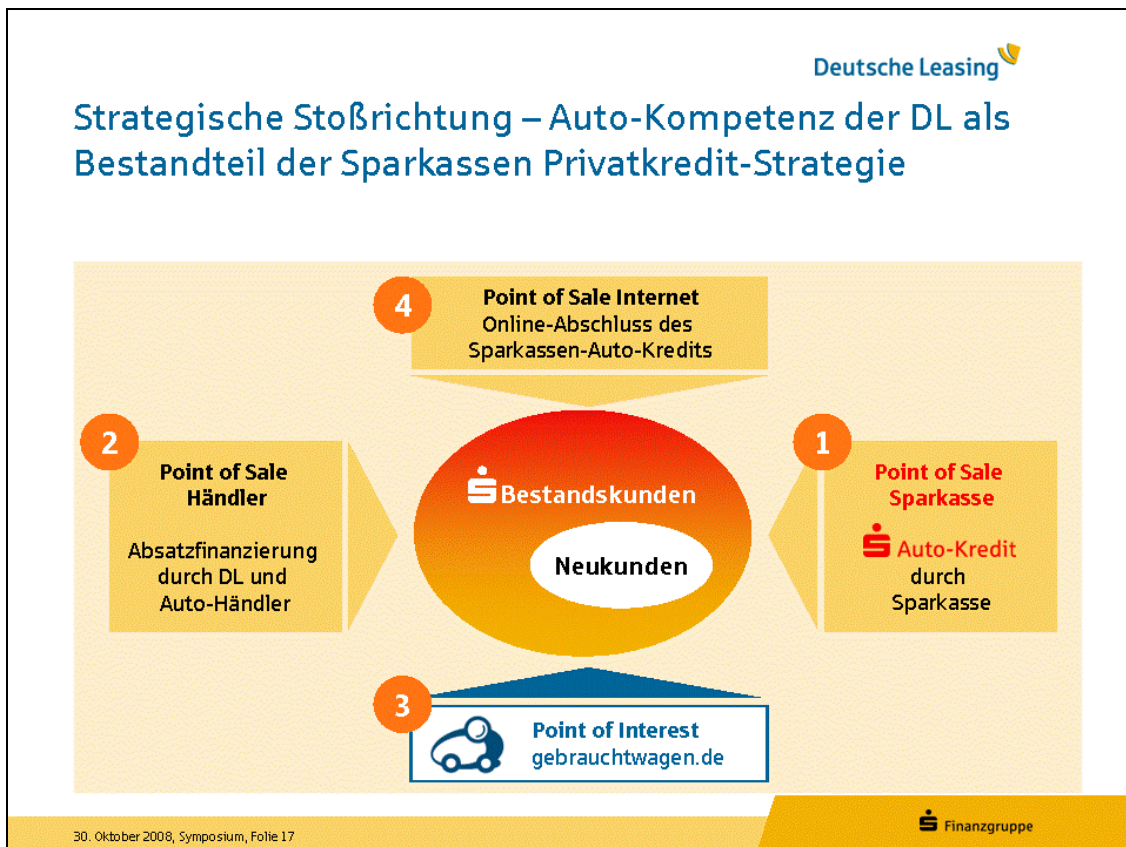 Deutsche Leasing
Strategische Stoßrichtung – Auto-Kompetenz der DL als
Bestandteil der Sparkassen Privatkredit-Strategie
4
Point of Sale Internet
Online-Abschluss des
Sparkassen-Auto-Kredits
2
Point of Sale
Händler
Absatzfinanzierung
durch DL und
Auto-Händler
Bestandskunden
Neukunden
1
Point of Sale
Sparkasse
Auto-Kredit
durch
Sparkasse
3
Point of Interest
gebrauchtwagen.de
30. Oktober 2008, Symposium, Folie 17
Finanzgruppe